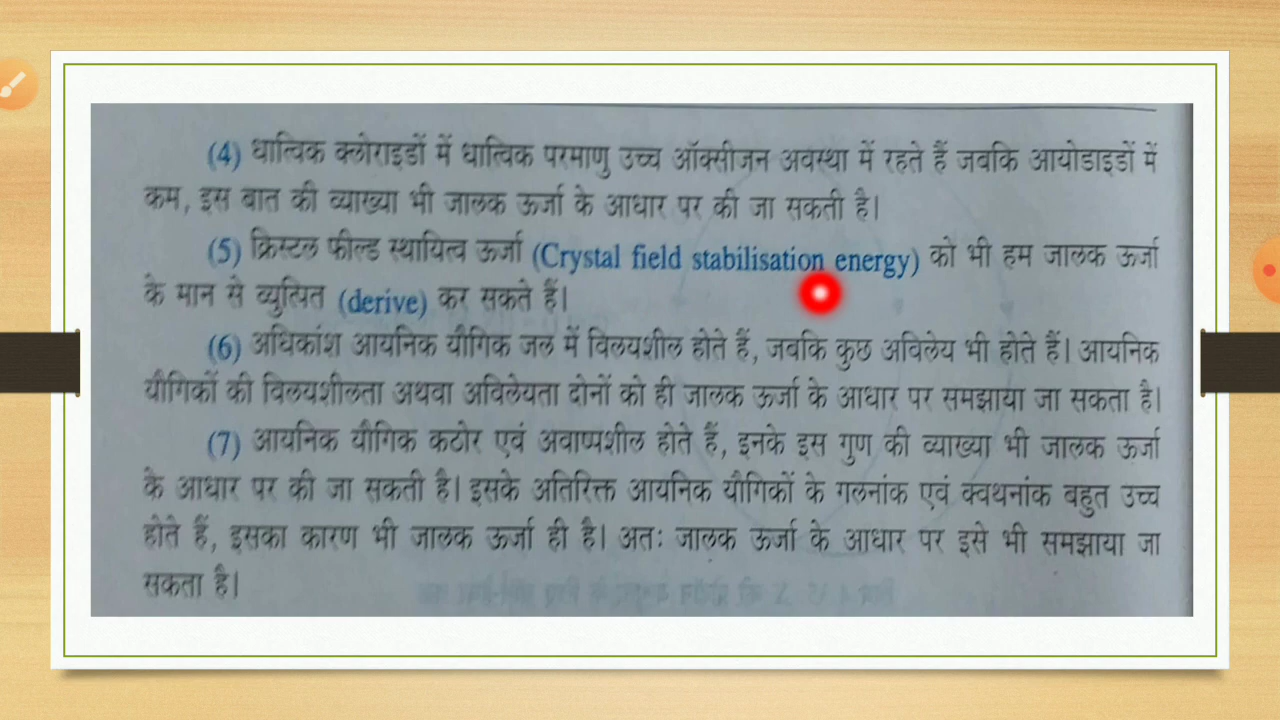 (4) धात्विक क्लोराइडों में धात्विक परमाणु उच्च ऑक्सीजन अवस्था में रहते हैं जबकि आयोडाइडों में
कम, इस बात की व्याख्या भी जालक ऊर्जा के आधार पर की जा सकती है।
(5) क्रिस्टल फील्ड स्थायित्व ऊर्जा (Crystal field stabilisation energy) को भी हम जालक ऊर्जा
के मान से व्युत्पित (derive) कर सकते हैं।
(6) अधिकांश आयनिक यौगिक जल में विलयशील होते हैं, जबकि कुछ अविलेय भी होते हैं। आयनिक
यौगिकों की विलयशीलता अथवा अविलेयता दोनों को ही जालक ऊर्जा के आधार पर समझाया जा सकता है।
(7) आयनिक यौगिक कठोर एवं अवाष्पशील होते हैं, इनके इस गुण की व्याख्या भी जालक ऊर्जा
के आधार पर की जा सकती है। इसके अतिरिक्त आयनिक यौगिकों के गलनांक एवं क्वथनांक बहुत उच्च
होते हैं, इसका कारण भी जालक ऊर्जा ही है। अतः जालक ऊर्जा के आधार पर इसे भी समझाया जा
सकता है।